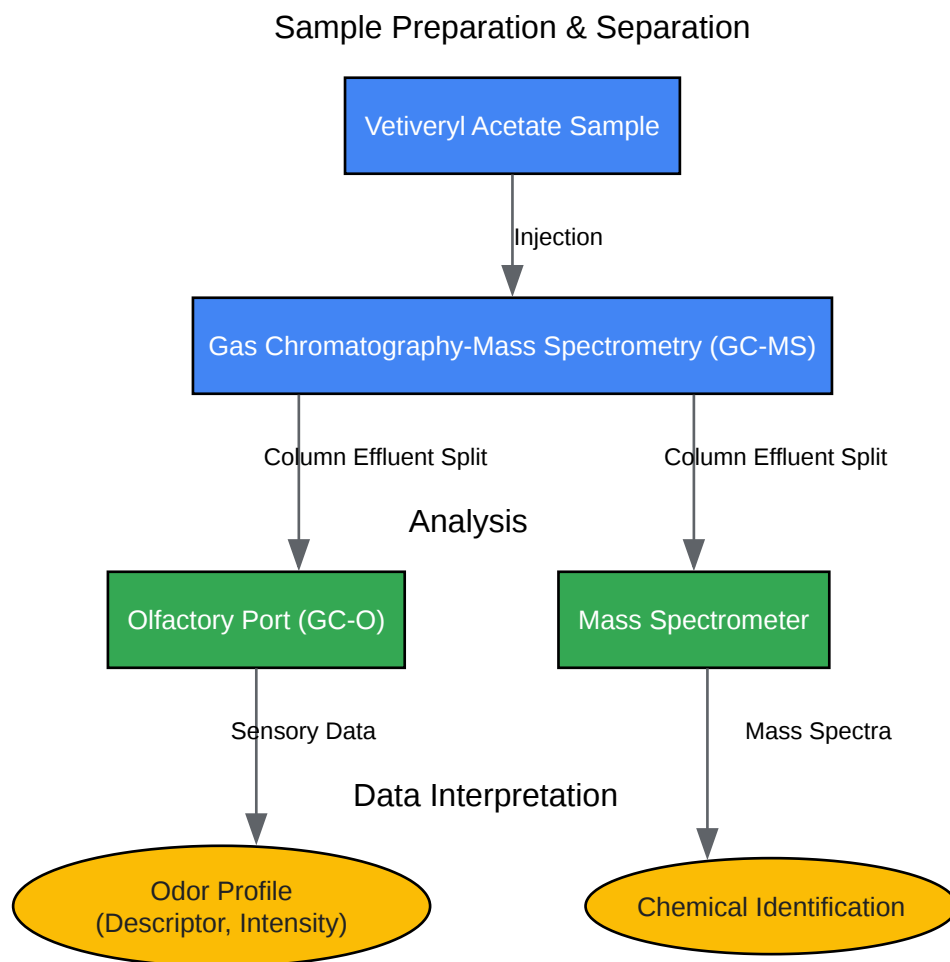 Sample Preparation & Separation
Vetiveryl Acetate Sample
Injection
Gas Chromatography-Mass Spectrometry (GC-MS)
Column Effluent Split
Column Effluent Split
Analysis
Olfactory Port (GC-O)
Mass Spectrometer
Sensory Data
Mass Spectra
Data Interpretation
Odor Profile
(Descriptor, Intensity)
Chemical Identification